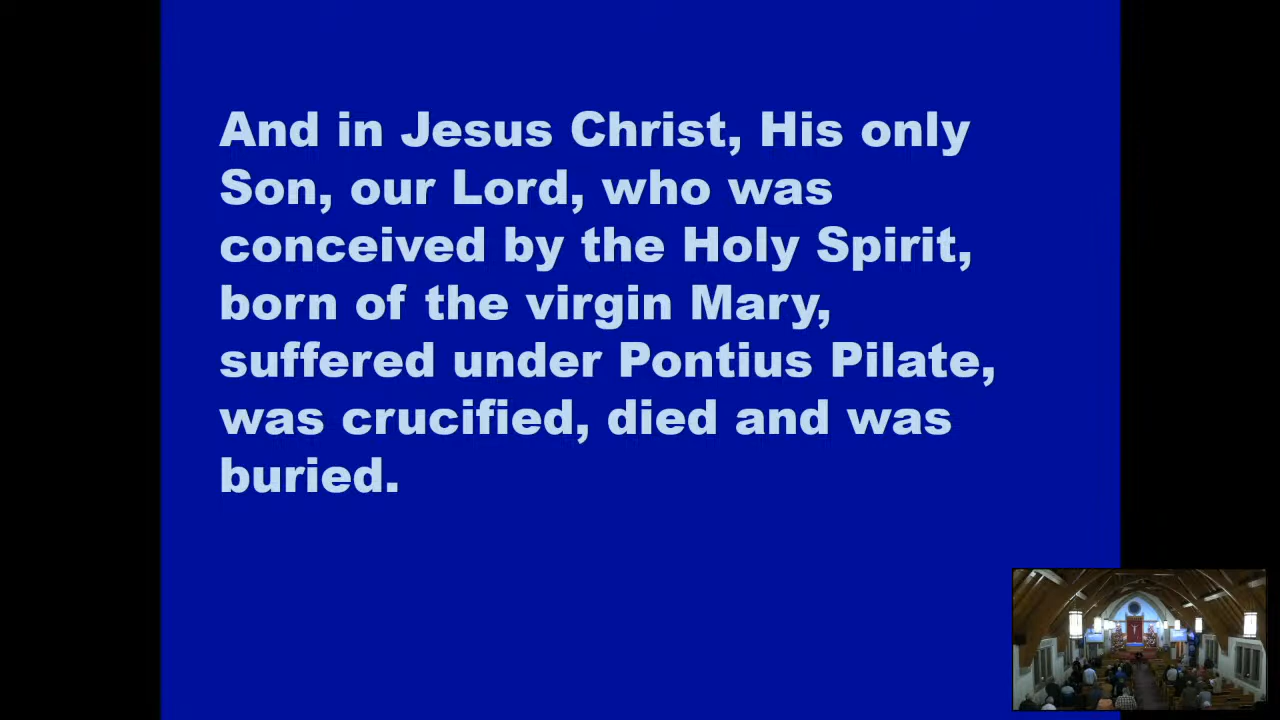 And in Jesus Christ, His only
Son, our Lord, who was
conceived by the Holy Spirit,
born of the virgin Mary,
suffered under Pontius Pilate,
was crucified, died and was
buried.